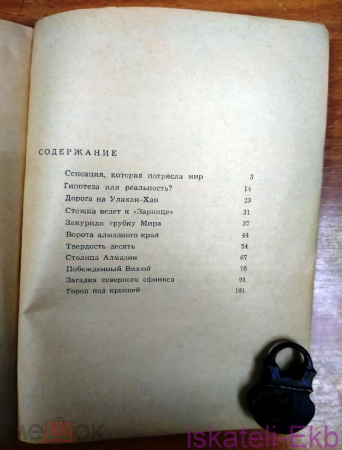 СОДЕРЖАНИЕ
Сенсация, которая потрясла мир 3
Гипотеза или реальность? 14
Дорога на Улахан-Хан 23
Стежка ведет к «Зарнице» 31
Закурили трубку Мира 37
Ворота алмазного края 44
Твердость десять 54
Столица Алмазии 67
Побежденный Вилюй 78
Загадка северного сфинкса 91
Город под крышей 101
iskateli-Ekb